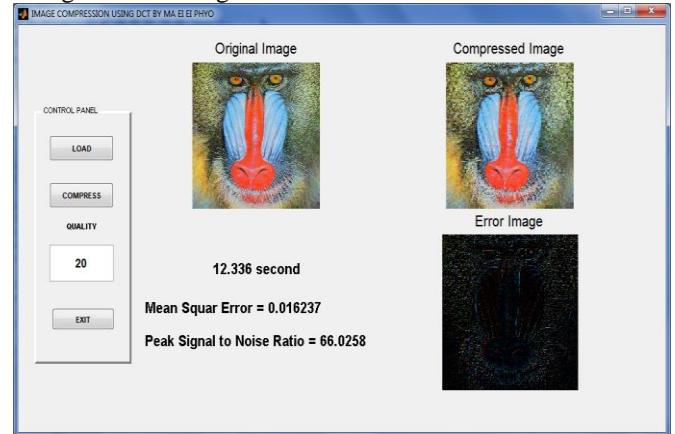 IMAGE COMPRESSION USING DCT BY MA EI EI PHYO
Original Image
Compressed Image
CONTROL PANEL
LOAD
COMPRESS
QUALITY
20
EXIT
Error Image
12.336 second
Mean Squar Error = 0.016237
Peak Signal to Noise Ratio = 66.0258